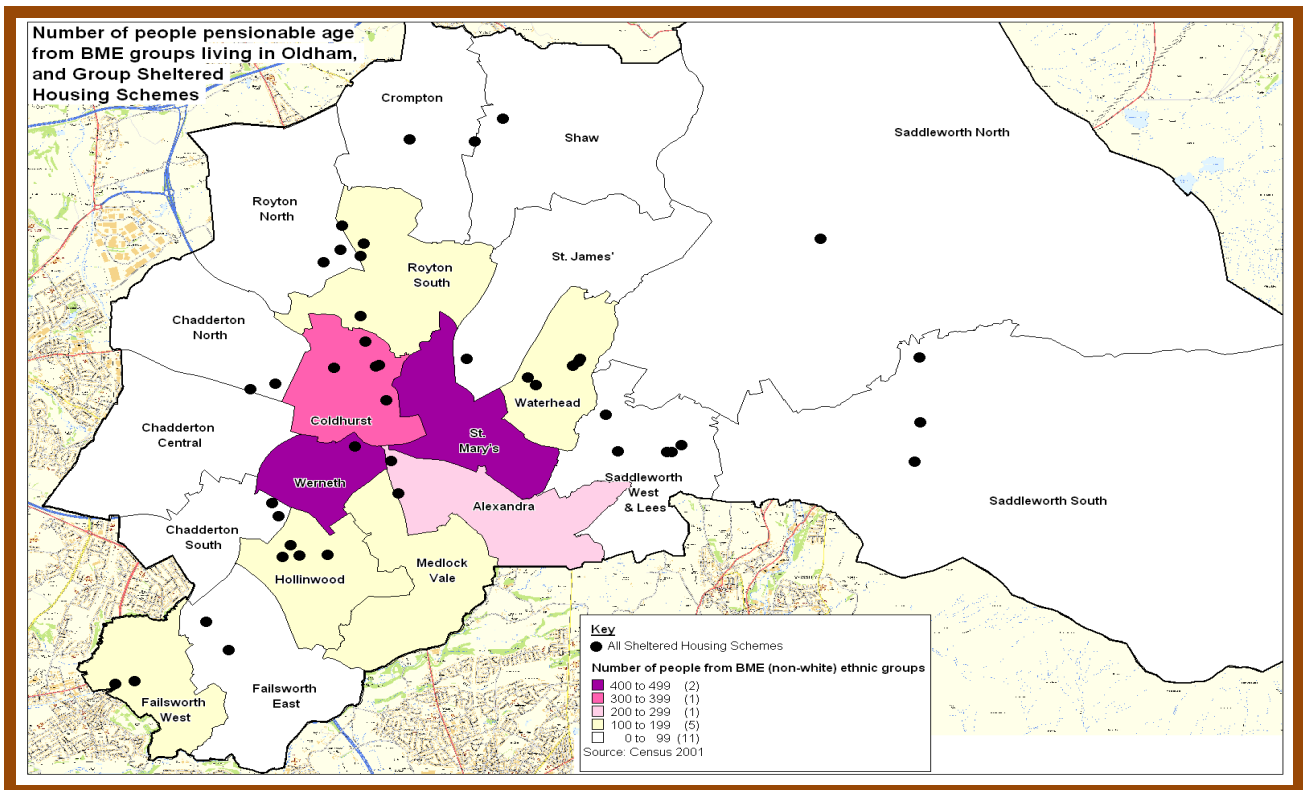 Number of people pensionable age
from BME groups living in Oldham,
and Group Sheltered
Housing Schemes
Crompton
Shaw
Saddleworth North
Royton
North
St. James'
Royton
South
Chadderton
North
Waterhead
Coldhurst
Chadderton
Central
St.
Mary's
Werneth
Saddleworth
West
& Lees
Alexandra
Saddleworth South
Chadderton
South
Medlock
Vale
Hollinwood
Failsworth
East
Failsworth
West
Key
All Sheltered Housing Schemes
Number of people from BME (non-white) ethnic groups
400 to 499 (2)
300 to 399 (1)
200 to 299 (1)
100 to 199 (5)
0 to 99 (11)
Source: Census 2001